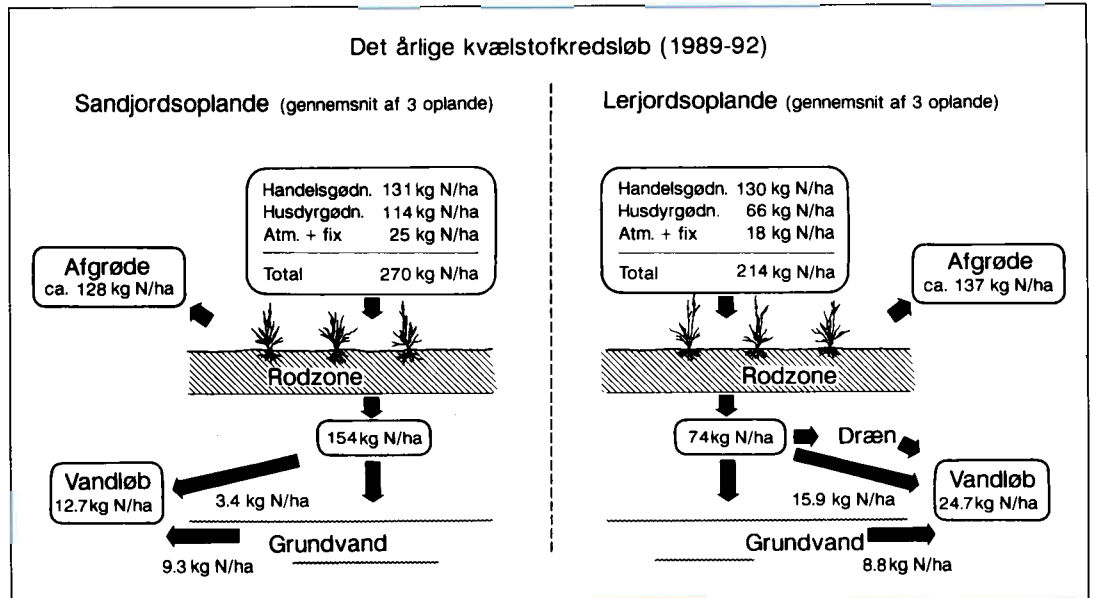 Det årlige kvælstofkredsløb (1989-92)
Sandjordsoplande (gennemsnit af 3 oplande)
Handelsgødn. 131 kg N/ha
Husdyrgødn. 114 kg N/ha
Atm. + fix 25 kg N/ha
Total 270 kg N/ha
Afgrøde
ca. 128 kg N/ha
Rodzone
154 kg N/ha
Vandløb
12.7 kg N/ha
3.4 kg N/ha
Grundvand
9.3 kg N/ha
Lerjordsoplande (gennemsnit af 3 oplande)
Handelsgødn. 130 kg N/ha
Husdyrgødn. 66 kg N/ha
Atm. + fix 18 kg N/ha
Total 214 kg N/ha
Afgrøde
ca. 137 kg N/ha
Rodzone
74 kg N/ha
Dræn
Vandløb
24.7 kg N/ha
15.9 kg N/ha
Grundvand
8.8 kg N/ha